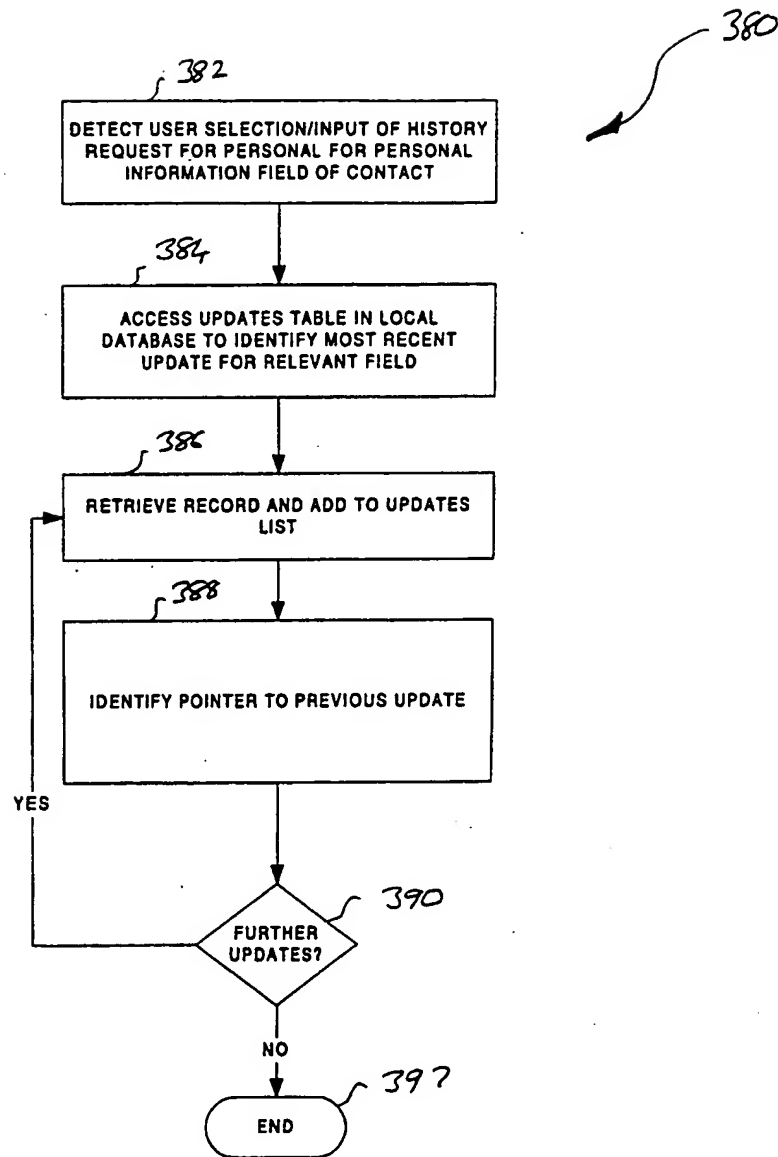 380
382
DETECT USER SELECTION/INPUT OF HISTORY
REQUEST FOR PERSONAL FOR PERSONAL
INFORMATION FIELD OF CONTACT
384
ACCESS UPDATES TABLE IN LOCAL
DATABASE TO IDENTIFY MOST RECENT
UPDATE FOR RELEVANT FIELD
386
RETRIEVE RECORD AND ADD TO UPDATES
LIST
388
IDENTIFY POINTER TO PREVIOUS UPDATE
YES
390
FURTHER
UPDATES?
NO
397
END